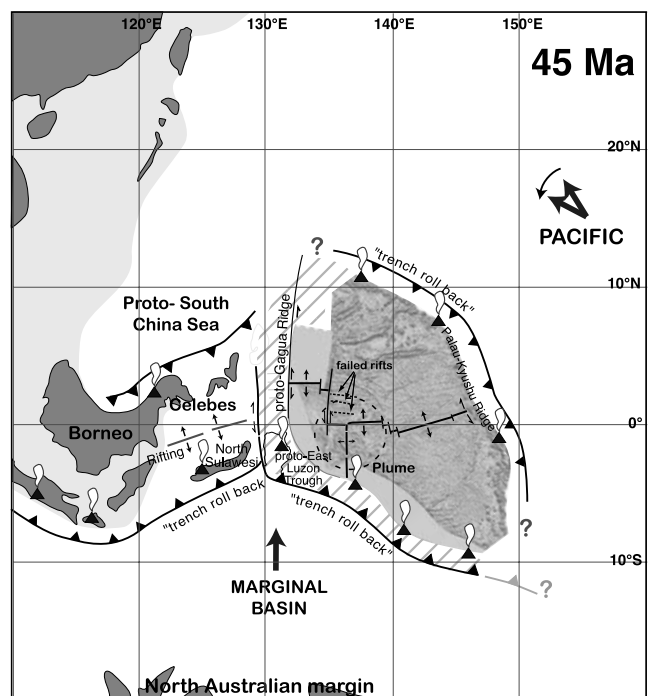 120°E
130°E
140°E
150°E
45 Ma
20°N
PACIFIC
?
"trench roll back"
10°N
Proto- South
China Sea
proto-Gagua Ridge
Palau-Kyushu Ridge
failed rifts
Celebes
0°
Borneo
Rifting
North
Sulawesi
proto-East
Luzon
Trough
Plume
"trench roll back
"trench roll back"
?
10°S
?
MARGINAL
BASIN
North Australian margin